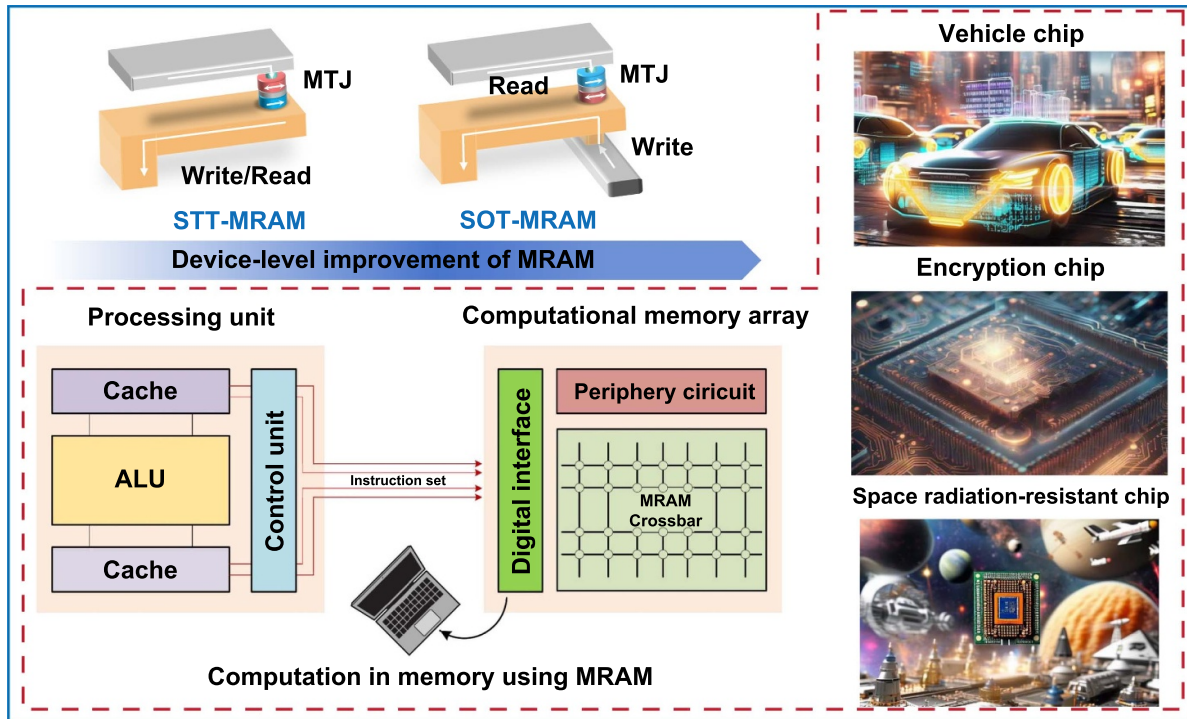 MTJ
Write/Read
STT-MRAM
Read
MTJ
Write
SOT-MRAM
Device-level improvement of MRAM
Vehicle chip
Encryption chip
Space radiation-resistant chip
Processing unit
Cache
ALU
Cache
Control unit
Instruction set
Computational memory array
Digital interface
Periphery ciricuit
MRAM
Crossbar
Computation in memory using MRAM